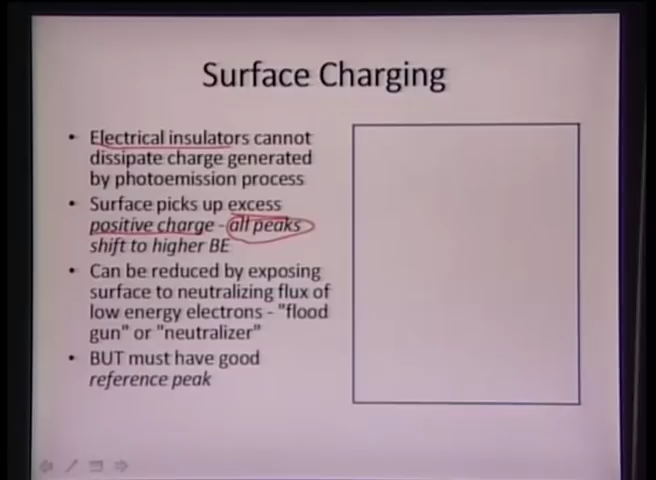 Surface Charging
• Electrical insulators cannot
dissipate charge generated
by photoemission process
• Surface picks up excess
positive charge - all peaks
shift to higher BE
• Can be reduced by exposing
surface to neutralizing flux of
low energy electrons - "flood
gun" or "neutralizer"
• BUT must have good
reference peak